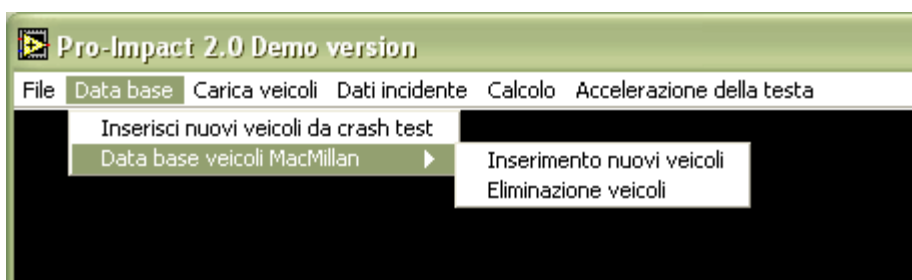 Pro-Impact 2.0 Demo version
File Data base Carica veicoli Dati incidente Calcolo Accelerazione della testa
Inserisci nuovi veicoli da crash test
Data base veicoli MacMillan
Inserimento nuovi veicoli
Eliminazione veicoli